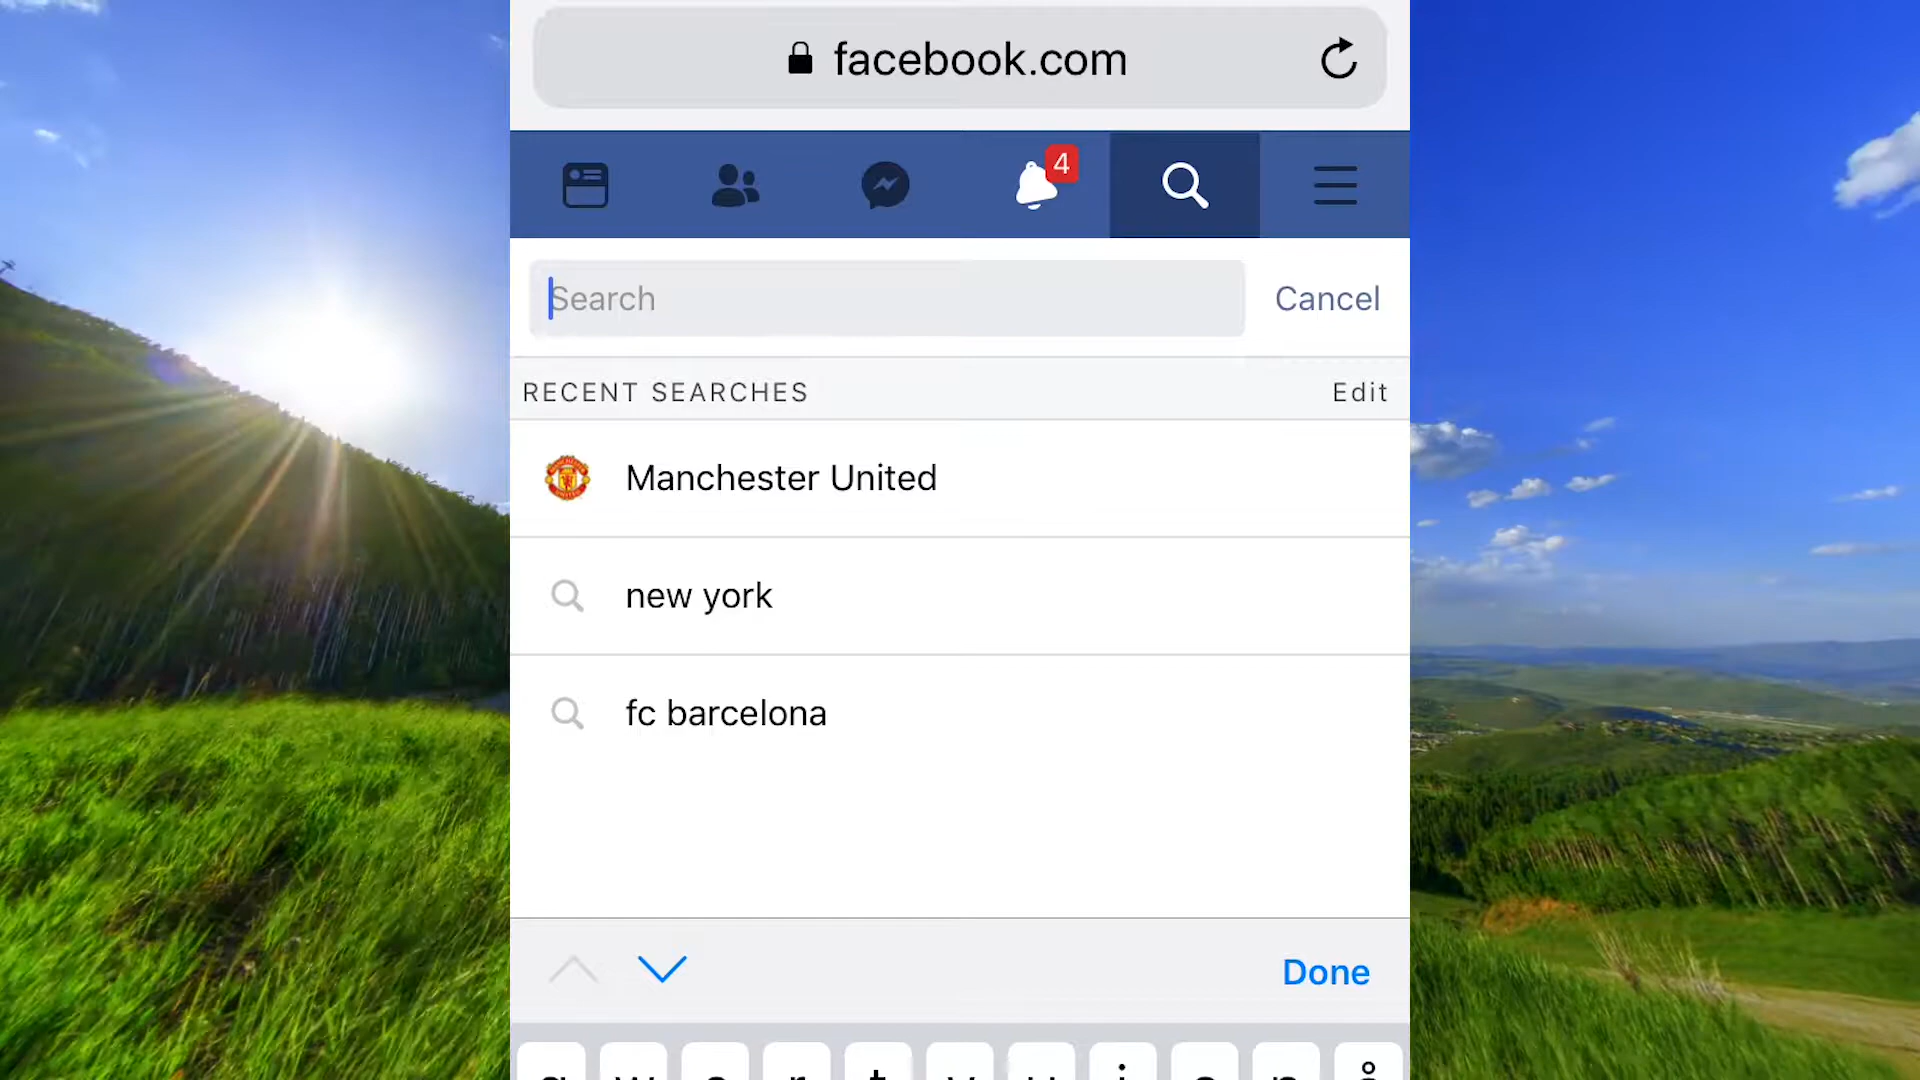 facebook.com
4
Search
Cancel
RECENT SEARCHES
Edit
Manchester United
new york
fc barcelona
Done